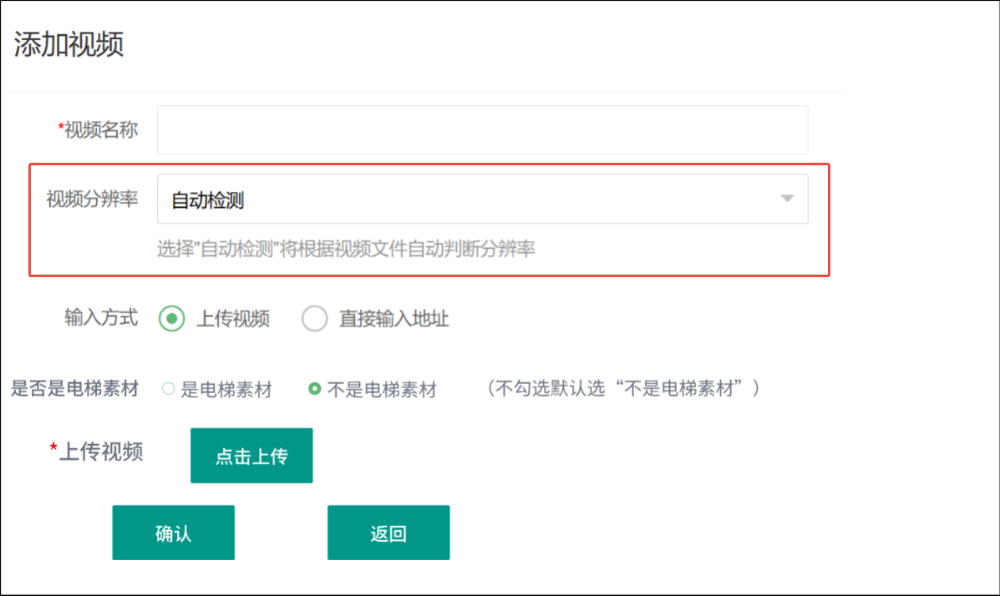 添加视频
*视频名称
视频分辨率 自动检测
选择"自动检测"将根据视频文件自动判断分辨率
输入方式 上传视频 直接输入地址
是否是电梯素材 是电梯素材 不是电梯素材 （不勾选默认选“不是电梯素材”）
*上传视频 点击上传
确认 返回